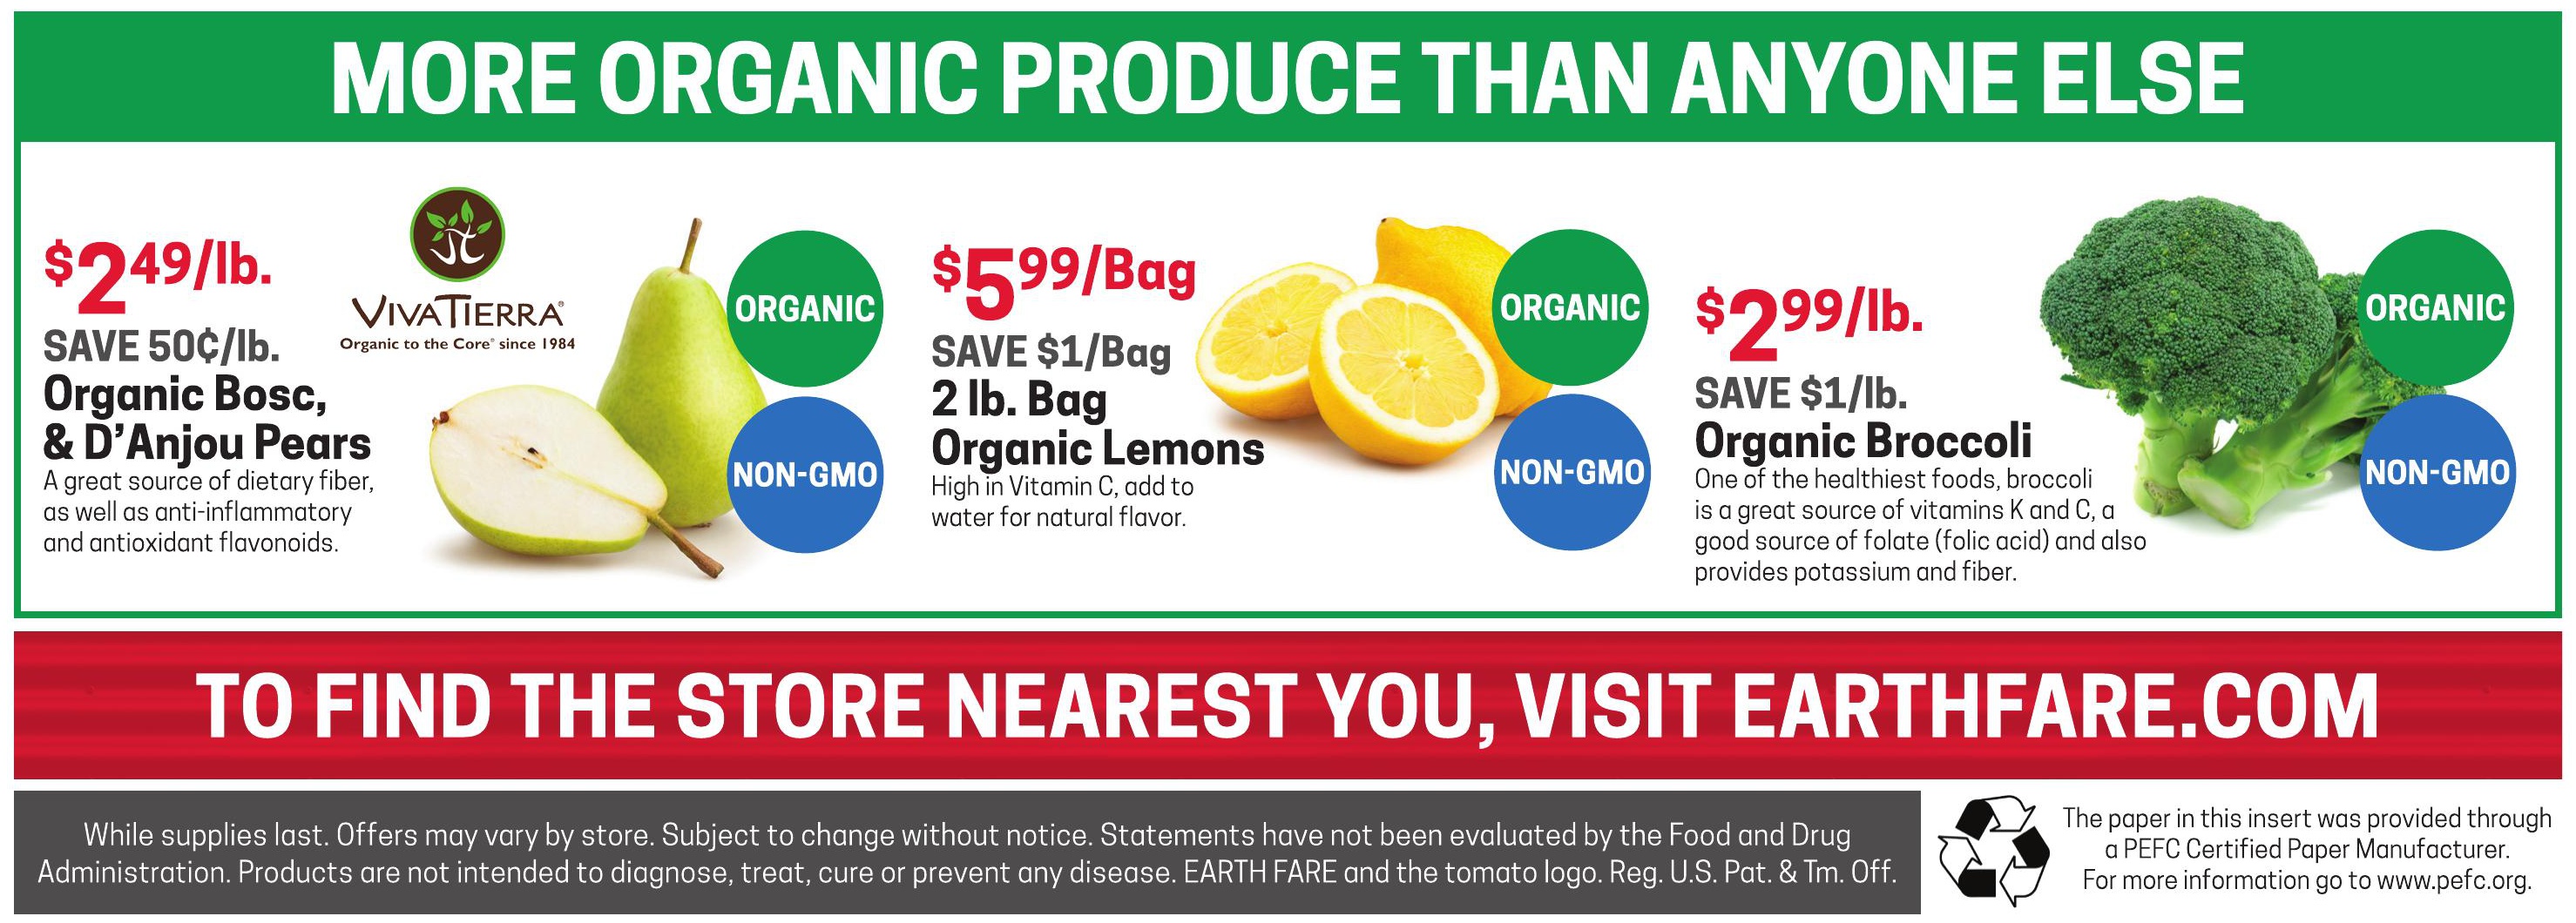 MORE ORGANIC PRODUCE THAN ANYONE ELSE
$2 49/lb.
SAVE 50¢/lb.
Organic Bosc,
& D'Anjou Pears
A great source of dietary fiber,
as well as anti-inflammatory
and antioxidant flavonoids.
VIVATIERRA®
Organic to the Core® since 1984
ORGANIC
NON-GMO
$5 99/Bag
SAVE $1/Bag
2 lb. Bag
Organic Lemons
High in Vitamin C, add to
water for natural flavor.
ORGANIC
NON-GMO
$2 99/lb.
SAVE $1/lb.
Organic Broccoli
One of the healthiest foods, broccoli
is a great source of vitamins K and C, a
good source of folate (folic acid) and also
provides potassium and fiber.
ORGANIC
NON-GMO
TO FIND THE STORE NEAREST YOU, VISIT EARTHFARE.COM
While supplies last. Offers may vary by store. Subject to change without notice. Statements have not been evaluated by the Food and Drug
Administration. Products are not intended to diagnose, treat, cure or prevent any disease. EARTH FARE and the tomato logo. Reg. U.S. Pat. & Tm. Off.
The paper in this insert was provided through
a PEFC Certified Paper Manufacturer.
For more information go to www.pefc.org.